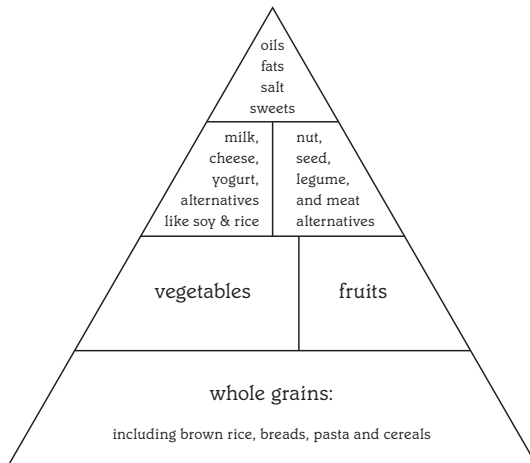 oils
fats
salt
sweets
milk,
cheese,
yogurt,
alternatives
like soy & rice
nut,
seed,
legume,
and meat
alternatives
vegetables
fruits
whole grains:
including brown rice, breads, pasta and cereals